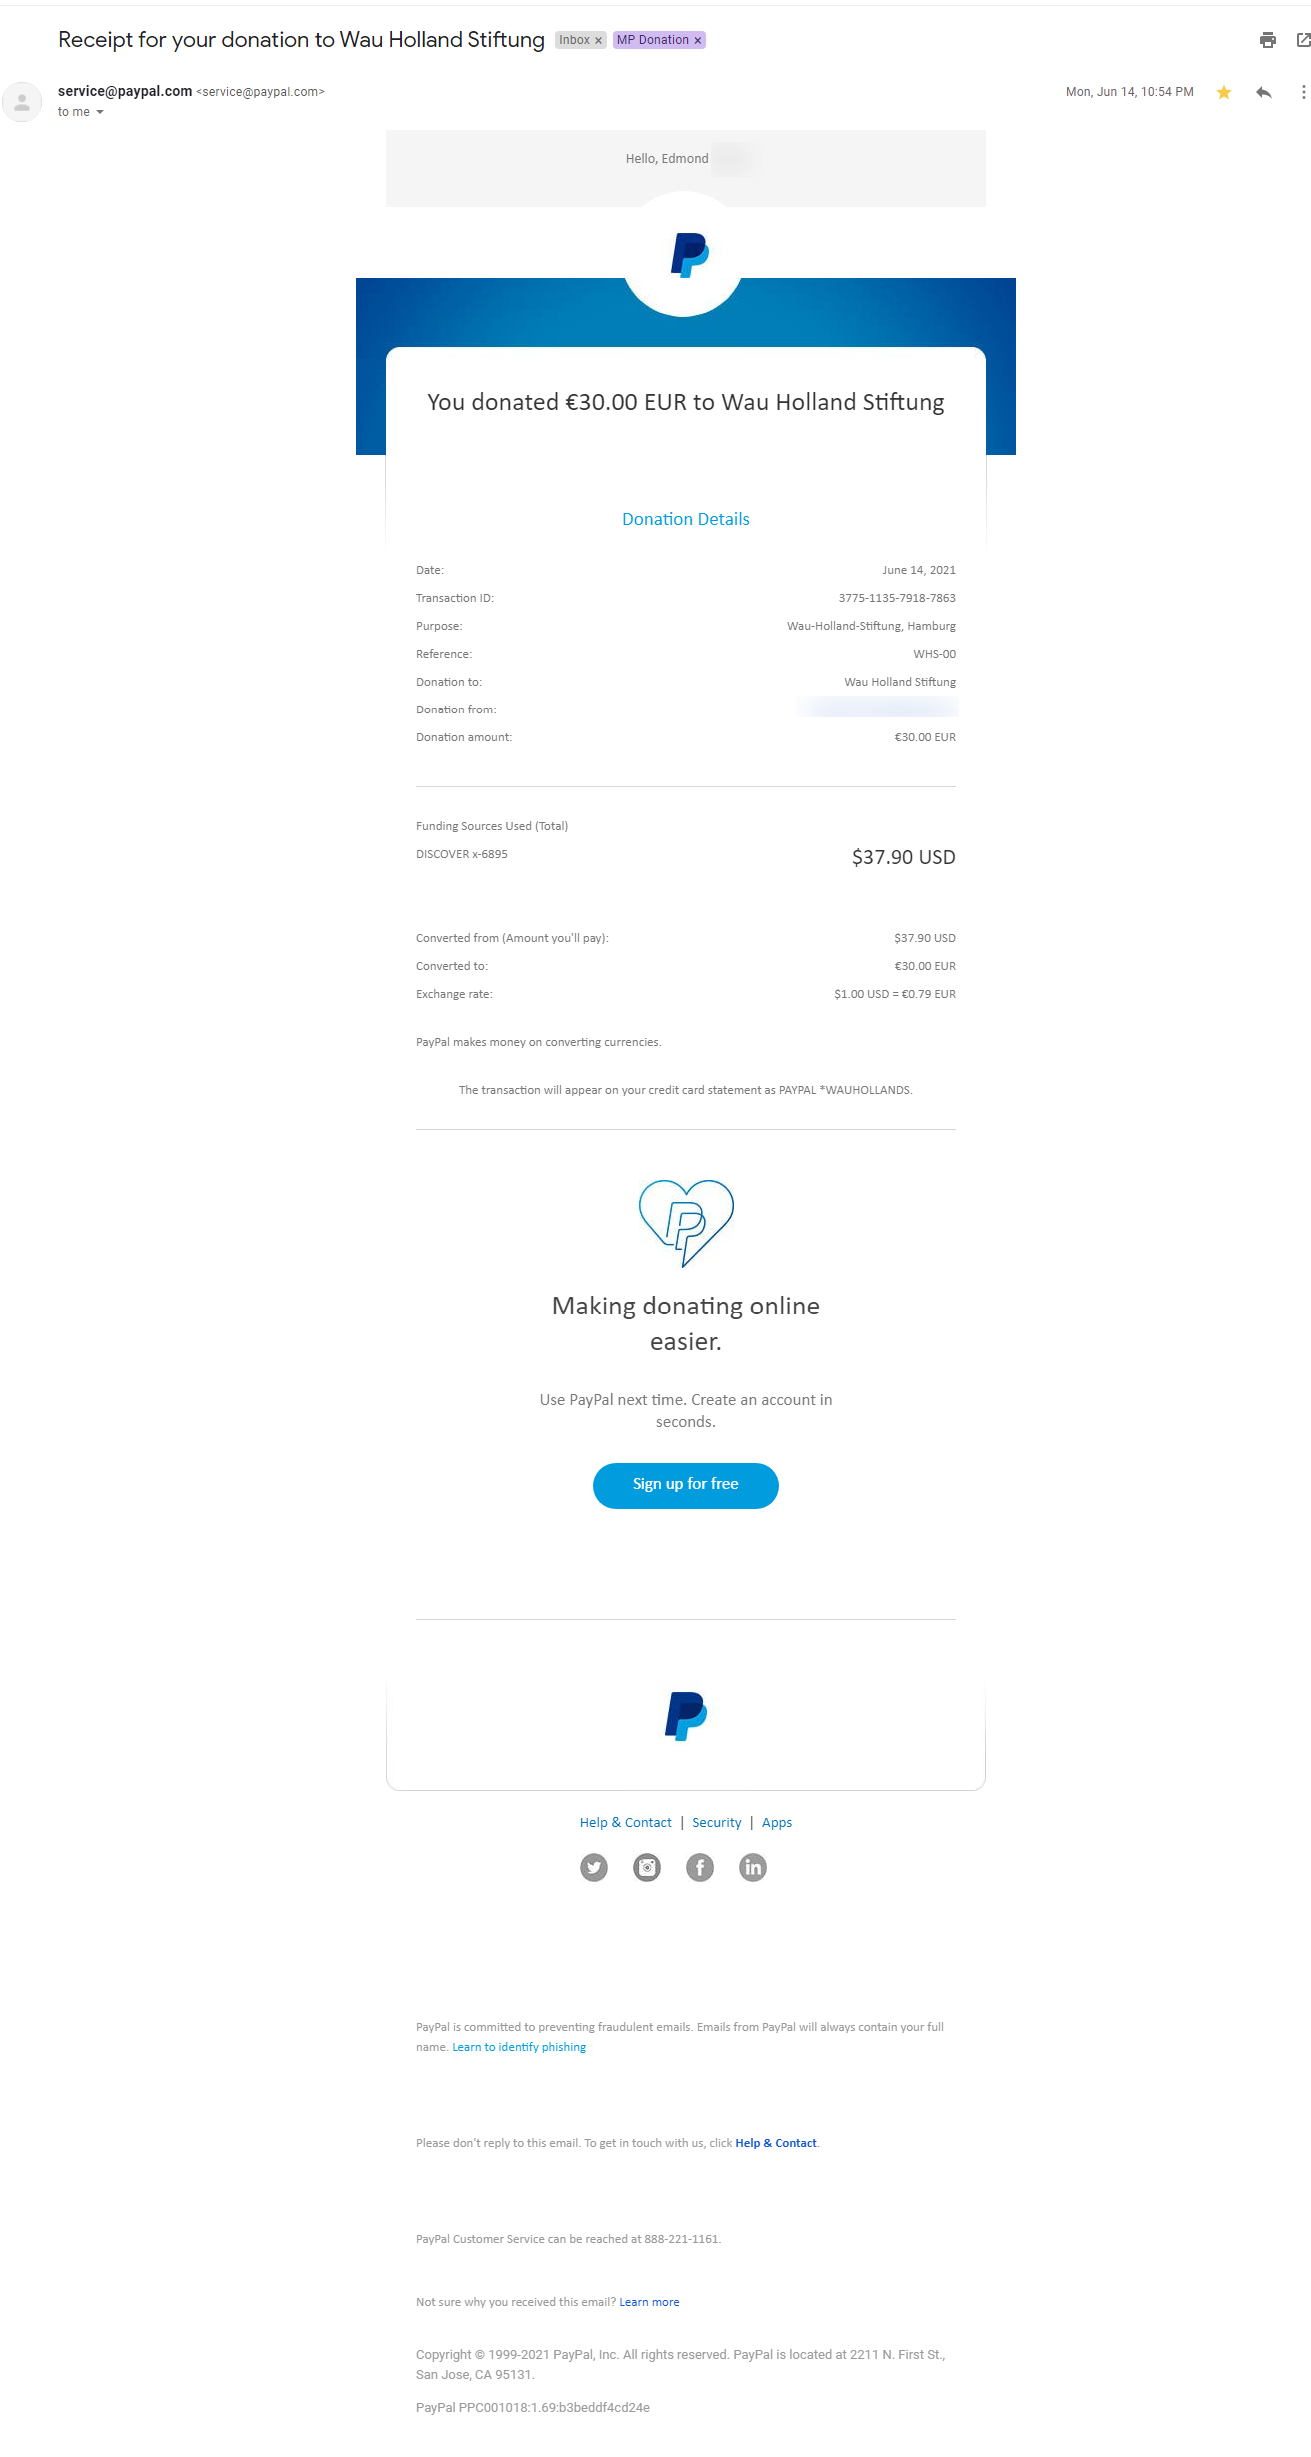 Receipt for your donation to Wau Holland Stiftung Inbox × MP Donation ×
service@paypal.com <service@paypal.com> Mon, Jun 14, 10:54 PM
to me
Hello, Edmond
You donated €30.00 EUR to Wau Holland Stiftung
Donation Details
Date: June 14, 2021
Transaction ID: 3775-1135-7918-7863
Purpose: Wau-Holland-Stiftung, Hamburg
Reference: WHS-00
Donation to: Wau Holland Stiftung
Donation from:
Donation amount: €30.00 EUR
Funding Sources Used (Total)
DISCOVER x-6895 $37.90 USD
Converted from (Amount you'll pay): $37.90 USD
Converted to: €30.00 EUR
Exchange rate: $1.00 USD = €0.79 EUR
PayPal makes money on converting currencies.
The transaction will appear on your credit card statement as PAYPAL *WAUHOLLANDS.
Making donating online
easier.
Use PayPal next time. Create an account in
seconds.
Sign up for free
Help & Contact | Security | Apps
PayPal is committed to preventing fraudulent emails. Emails from PayPal will always contain your full
name. Learn to identify phishing
Please don't reply to this email. To get in touch with us, click Help & Contact.
PayPal Customer Service can be reached at 888-221-1161.
Not sure why you received this email? Learn more
Copyright © 1999-2021 PayPal, Inc. All rights reserved. PayPal is located at 2211 N. First St.,
San Jose, CA 95131.
PayPal PPC001018:1.69:b3beddf4cd24e